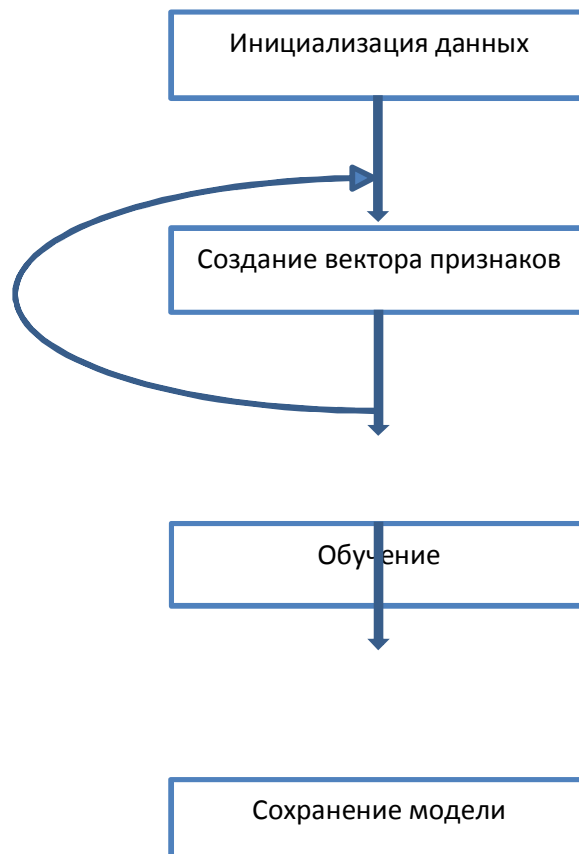 Инициализация данных
Создание вектора признаков
Обучение
Сохранение модели